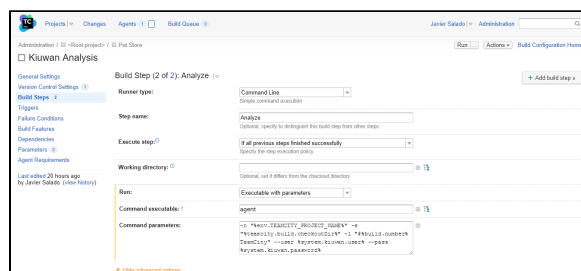 TC
Projects | Changes Agents 1 Build Queue 0 Javier Salado Administration
Administration / <Root project> / Pet Store Run ... Actions Build Configuration Home
Kiuwan Analysis
General Settings
Version Control Settings 1
Build Steps 2
Triggers
Failure Conditions
Build Features
Dependencies
Parameters 2
Agent Requirements
Last edited 20 hours ago
by Javier Salado (view history)
Build Step (2 of 2): Analyze
+ Add build step »
Runner type: Command Line
Simple command execution
Step name: Analyze
Optional, specify to distinguish this build step from other steps.
Execute step: If all previous steps finished successfully
Specify the step execution policy.
Working directory:
Optional, set if differs from the checkout directory.
Run: Executable with parameters
Command executable: * agent
Command parameters: -n "%env.TEAMCITY_PROJECT_NAME%" -s
"%teamcity.build.checkoutDir%" -l "#%build.number%
TeamCity" --user %system.kiuwan.user% --pass
%system.kiuwan.password%
Hide advanced options